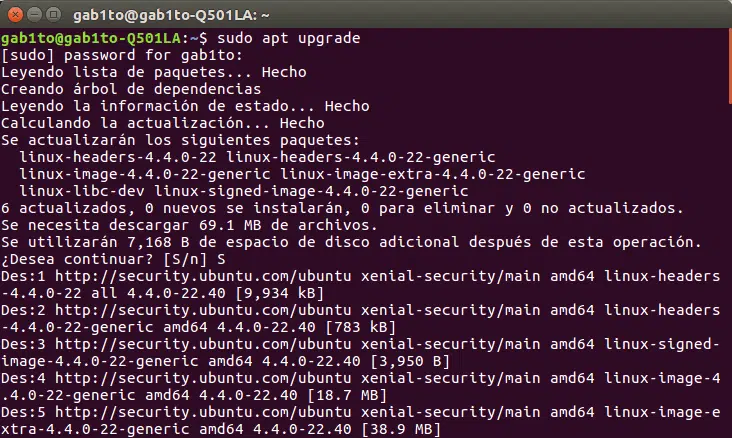 gab1to@gab1to-Q501LA: ~
gab1to@gab1to-Q501LA:~$ sudo apt upgrade
[sudo] password for gab1to:
Leyendo lista de paquetes... Hecho
Creando árbol de dependencias
Leyendo la información de estado... Hecho
Calculando la actualización... Hecho
Se actualizarán los siguientes paquetes:
  linux-headers-4.4.0-22 linux-headers-4.4.0-22-generic
  linux-image-4.4.0-22-generic linux-image-extra-4.4.0-22-generic
  linux-libc-dev linux-signed-image-4.4.0-22-generic
6 actualizados, 0 nuevos se instalarán, 0 para eliminar y 0 no actualizados.
Se necesita descargar 69.1 MB de archivos.
Se utilizarán 7,168 B de espacio de disco adicional después de esta operación.
¿Desea continuar? [S/n] S
Des:1 http://security.ubuntu.com/ubuntu xenial-security/main amd64 linux-headers
-4.4.0-22 all 4.4.0-22.40 [9,934 kB]
Des:2 http://security.ubuntu.com/ubuntu xenial-security/main amd64 linux-headers
-4.4.0-22-generic amd64 4.4.0-22.40 [783 kB]
Des:3 http://security.ubuntu.com/ubuntu xenial-security/main amd64 linux-signed-
image-4.4.0-22-generic amd64 4.4.0-22.40 [3,950 B]
Des:4 http://security.ubuntu.com/ubuntu xenial-security/main amd64 linux-image-4
.4.0-22-generic amd64 4.4.0-22.40 [18.7 MB]
Des:5 http://security.ubuntu.com/ubuntu xenial-security/main amd64 linux-image-e
xtra-4.4.0-22-generic amd64 4.4.0-22.40 [38.9 MB]